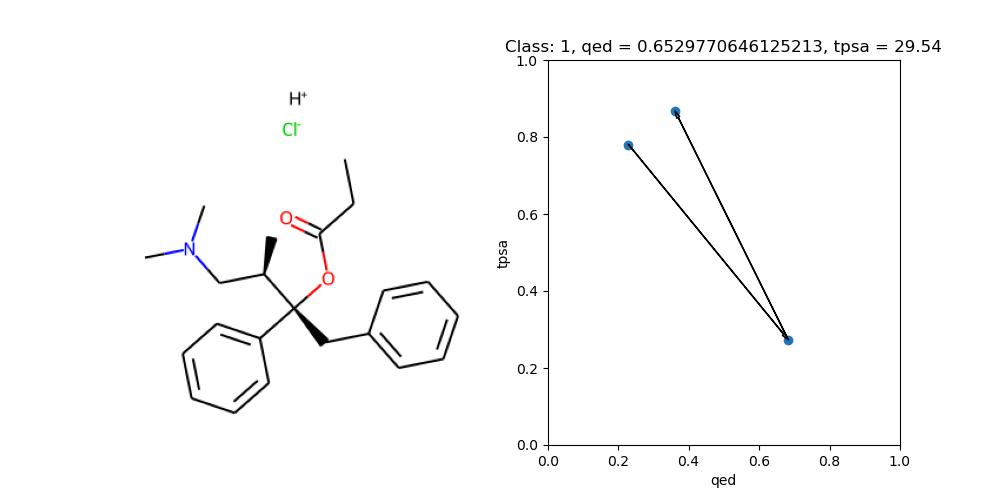 H⁺
Cl⁻
O
N
O
Class: 1, qed = 0.6529770646125213, tpsa = 29.54
1.0
0.8
0.6
0.4
0.2
0.0
tpsa
0.0 0.2 0.4 0.6 0.8 1.0
qed